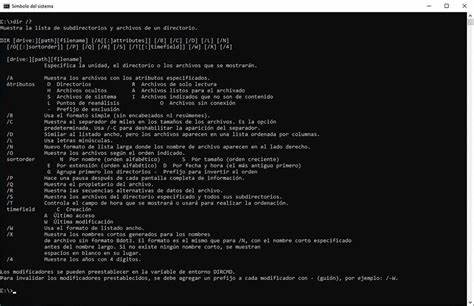 Símbolo del sistema
C:\>dir /?
Muestra la lista de subdirectorios y archivos de un directorio.
DIR [drive:][path][filename] [/A[[:]attributes]] [/B] [/C] [/D] [/L] [/N]
[/O[[:]sortorder]] [/P] [/Q] [/R] [/S] [/T[[:]timefield]] [/W] [/X] [/4]
[drive:][path][filename]
Especifica la unidad, el directorio o los archivos que se mostrarán.
/A Muestra los archivos con los atributos especificados.
Atributos D Directorios R Archivos de solo lectura
H Archivos ocultos A Archivos listos para el archivado
S Archivos de sistema I Archivos indizados que no son de contenido
L Puntos de reanálisis O Archivos sin conexión
- Prefijo de exclusión
/B Usa el formato simple (sin encabezados ni resúmenes).
/C Muestra el separador de miles en los tamaños de los archivos. Es la opción
predeterminada. Usa /-C para deshabilitar la aparición del separador.
/D Similar al listado ancho, pero los archivos aparecen en una lista ordenada por columnas.
/L Usa letras minúsculas.
/N Nuevo formato de lista larga donde los nombres de archivo aparecen en el lado derecho.
/O Muestra los archivos según el orden indicado.
sortorder N Por nombre (orden alfabético) S Por tamaño (orden creciente)
E Por extensión (orden alfabético) D Por fecha y hora (el más antiguo primero)
G Agrupa primero los directorios - Prefijo para invertir el orden
/P Hace una pausa después de cada pantalla completa de información.
/Q Muestra el propietario del archivo.
/R Muestra las secuencias alternativas de datos del archivo.
/S Muestra los archivos del directorio especificado y todos sus subdirectorios.
/T Controla el campo de hora que se mostrará o usará para realizar la ordenación.
timefield C Creación
A Último acceso
W Última modificación
/W Usa el formato de listado ancho.
/X Muestra los nombres cortos generados para los nombres
de archivo sin formato 8dot3. El formato es el mismo que para /N, con el nombre corto especificado
antes del nombre largo. Si no existe ningún nombre corto, se muestran
espacios en blanco en su lugar.
/4 Muestra los años con 4 dígitos.
Los modificadores se pueden preestablecer en la variable de entorno DIRCMD.
Para invalidar los modificadores preestablecidos, se debe agregar un prefijo a cada modificador con - (guión), por ejemplo: /-W.
C:\>